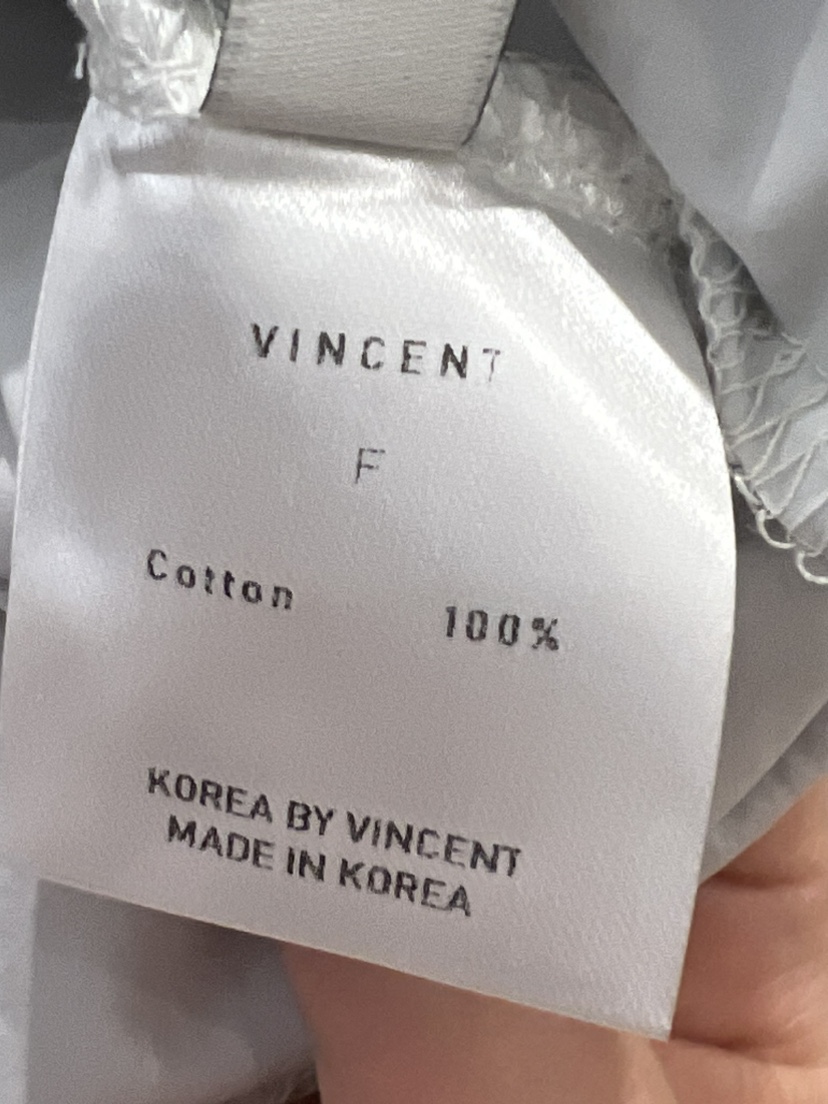 VINCENT
F
Cotton 100%
KOREA BY VINCENT
MADE IN KOREA